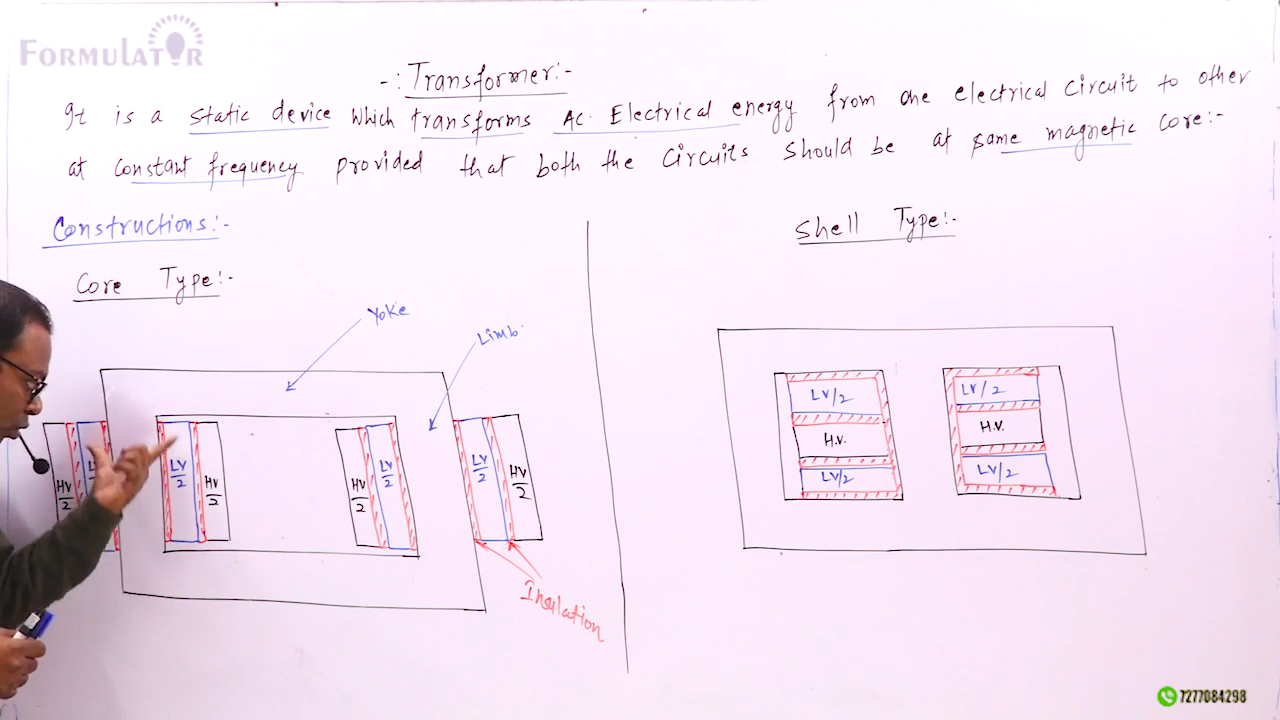 FORMULATOR
-: Transformer:-
It is a static device which transforms AC. Electrical energy from one electrical circuit to other
at constant frequency provided that both the circuits should be at same magnetic core:-
Constructions:-
Core Type:-
Shell Type:-
Yoke
Limb
HV/2
LV/2
HV/2
HV/2
LV/2
LV/2
HV/2
Insulation
LV/2
H.V.
LV/2
LV/2
H.V.
LV/2
7277084298